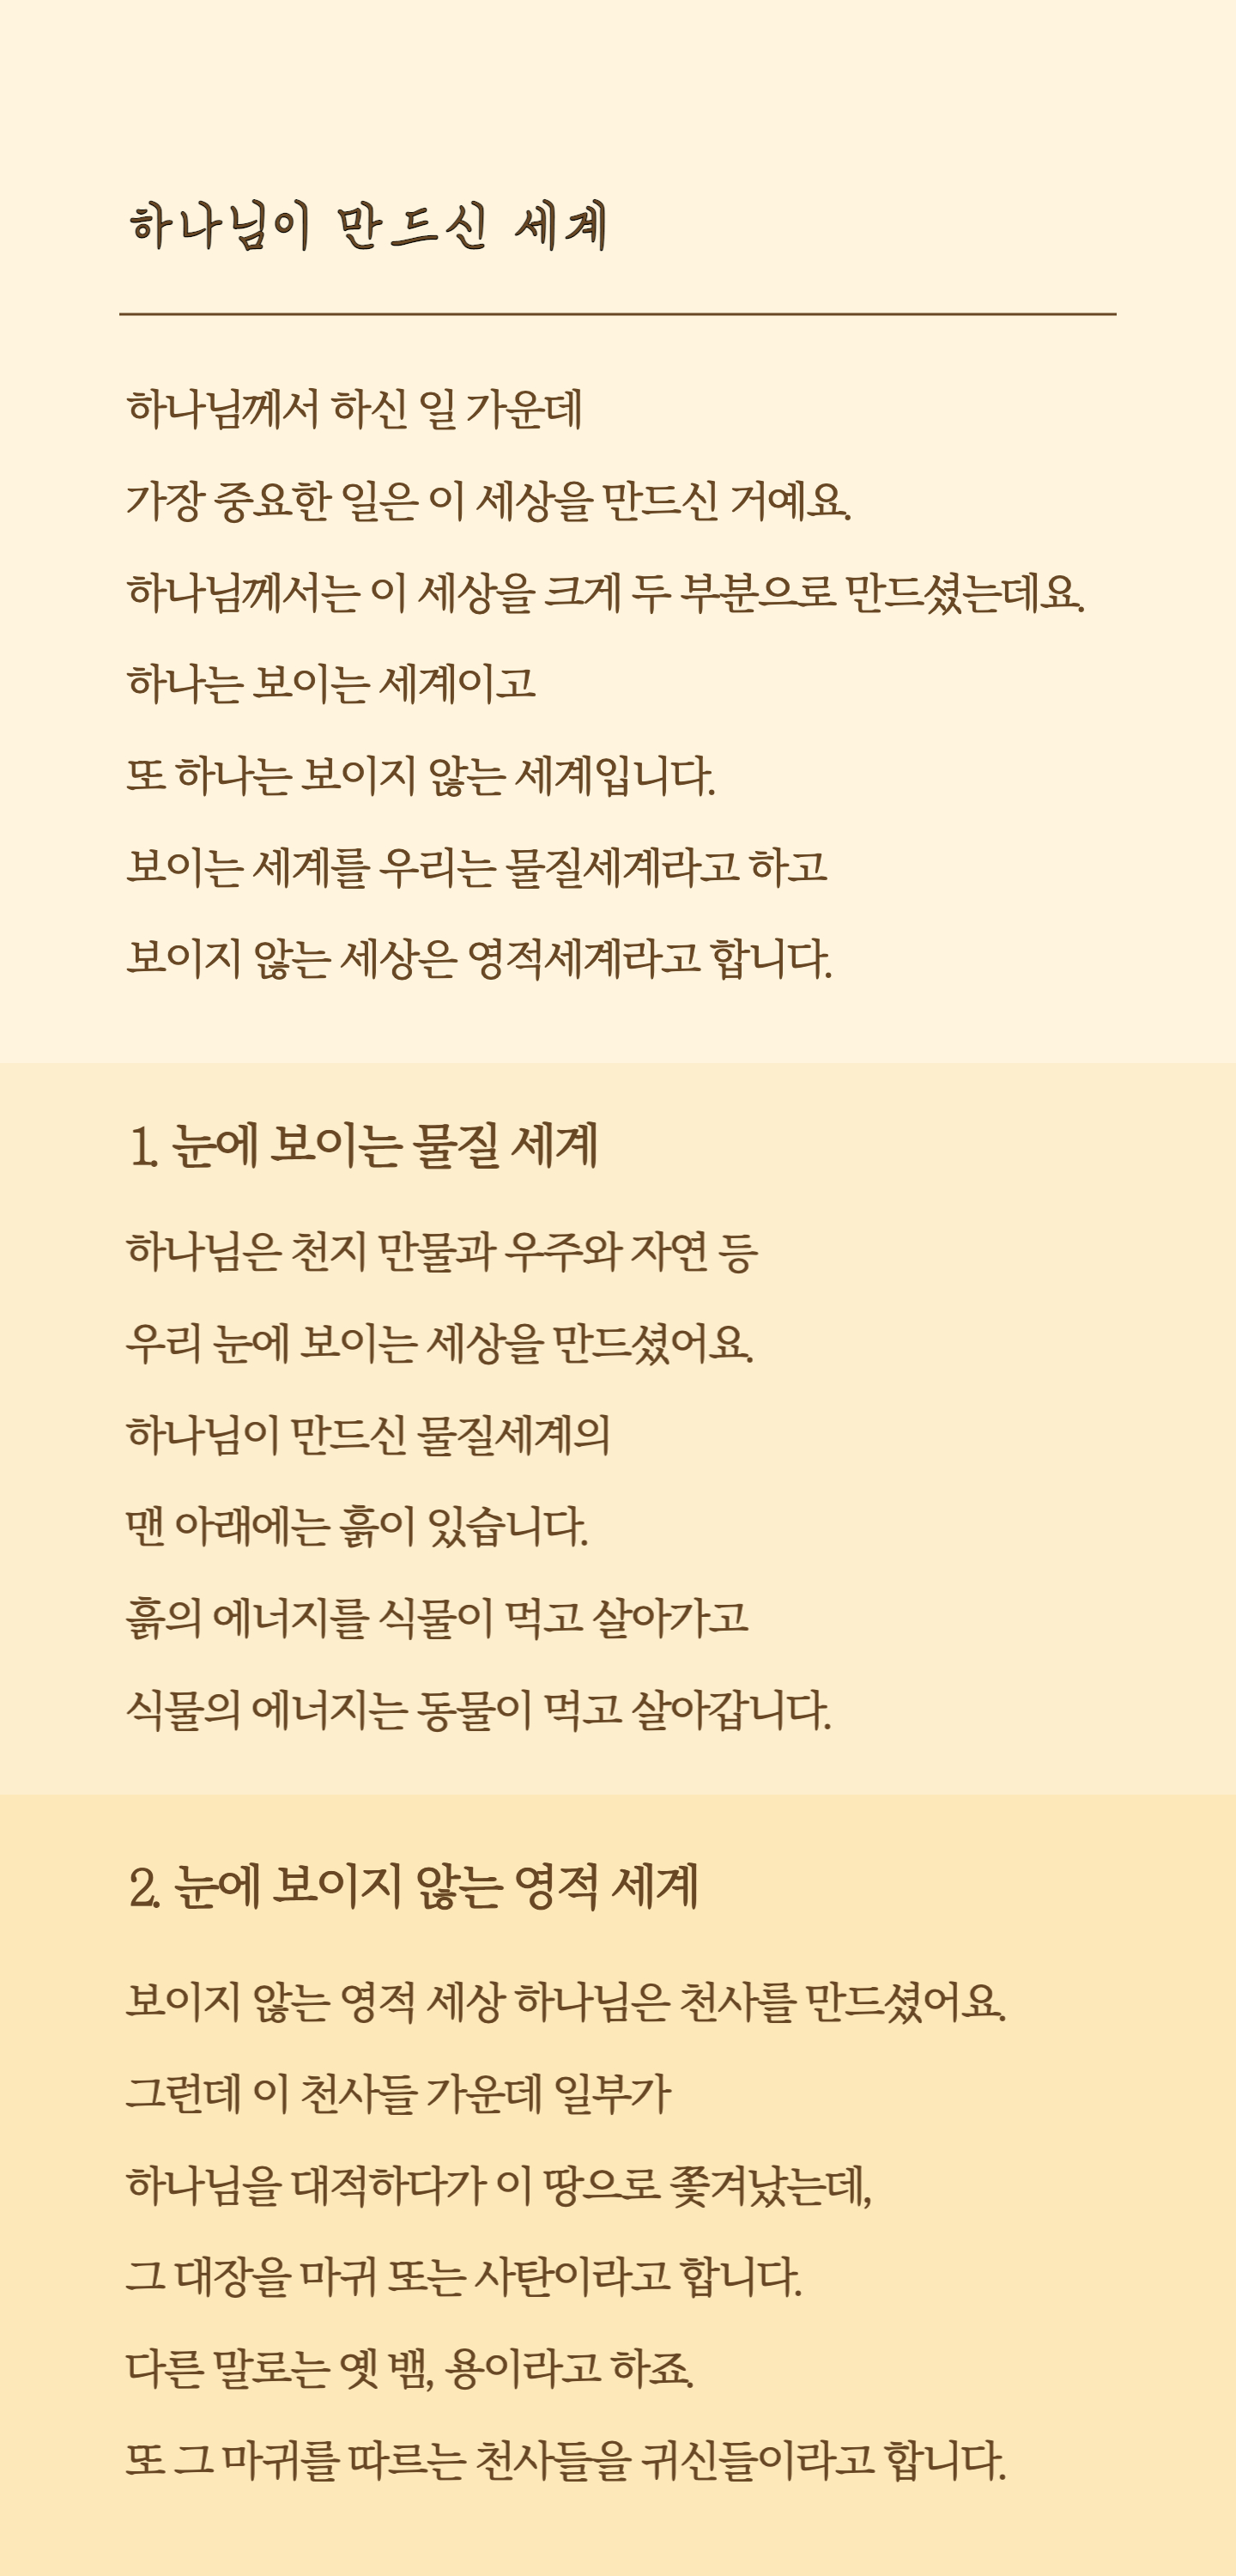 하나님이 만드신 세계
하나님께서 하신 일 가운데
가장 중요한 일은 이 세상을 만드신 거예요.
하나님께서는 이 세상을 크게 두 부분으로 만드셨는데요.
하나는 보이는 세계이고
또 하나는 보이지 않는 세계입니다.
보이는 세계를 우리는 물질세계라고 하고
보이지 않는 세상은 영적세계라고 합니다.
1. 눈에 보이는 물질 세계
하나님은 천지 만물과 우주와 자연 등
우리 눈에 보이는 세상을 만드셨어요.
하나님이 만드신 물질세계의
맨 아래에는 흙이 있습니다.
흙의 에너지를 식물이 먹고 살아가고
식물의 에너지는 동물이 먹고 살아갑니다.
2. 눈에 보이지 않는 영적 세계
보이지 않는 영적 세상 하나님은 천사를 만드셨어요.
그런데 이 천사들 가운데 일부가
하나님을 대적하다가 이 땅으로 쫓겨났는데,
그 대장을 마귀 또는 사탄이라고 합니다.
다른 말로는 옛 뱀, 용이라고 하죠.
또 그 마귀를 따르는 천사들을 귀신들이라고 합니다.